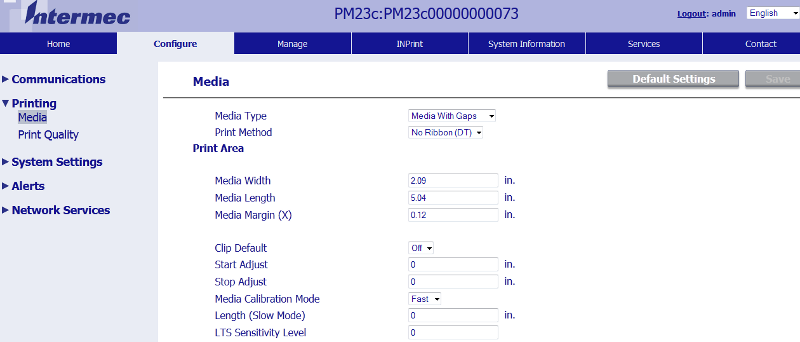 Intermec PM23c:PM23c00000000073 Logout: admin English
Home Configure Manage INPrint System Information Services Contact
Communications
Printing
Media
Print Quality
System Settings
Alerts
Network Services
Media Default Settings Save
Media Type Media With Gaps
Print Method No Ribbon (DT)
Print Area
Media Width 2.09 in.
Media Length 5.04 in.
Media Margin (X) 0.12 in.
Clip Default Off
Start Adjust 0 in.
Stop Adjust 0 in.
Media Calibration Mode Fast
Length (Slow Mode) 0 in.
LTS Sensitivity Level 0